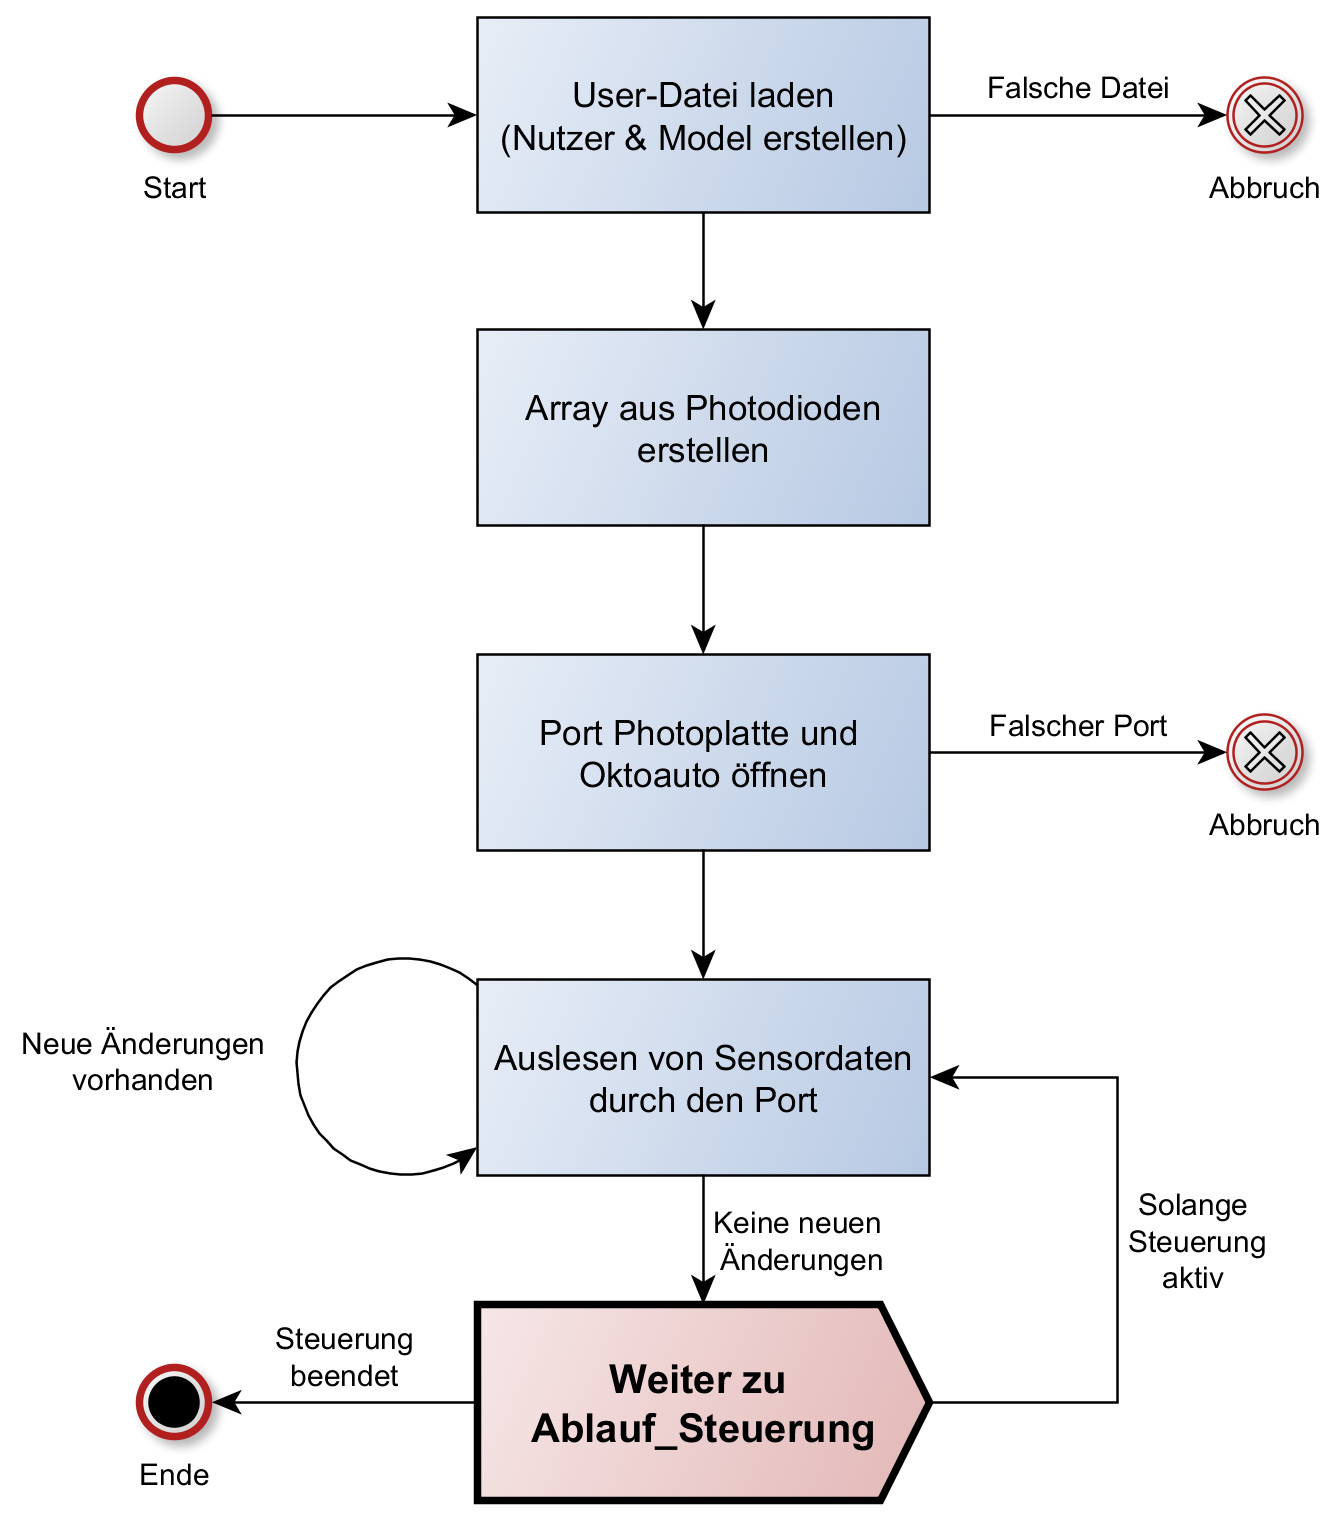 User-Datei laden
(Nutzer & Model erstellen)
Falsche Datei
Start
Abbruch
Array aus Photodioden
erstellen
Port Photoplatte und
Oktoauto öffnen
Falscher Port
Abbruch
Neue Änderungen
vorhanden
Auslesen von Sensordaten
durch den Port
Keine neuen
Änderungen
Solange
Steuerung
aktiv
Steuerung
beendet
Weiter zu
Ablauf_Steuerung
Ende